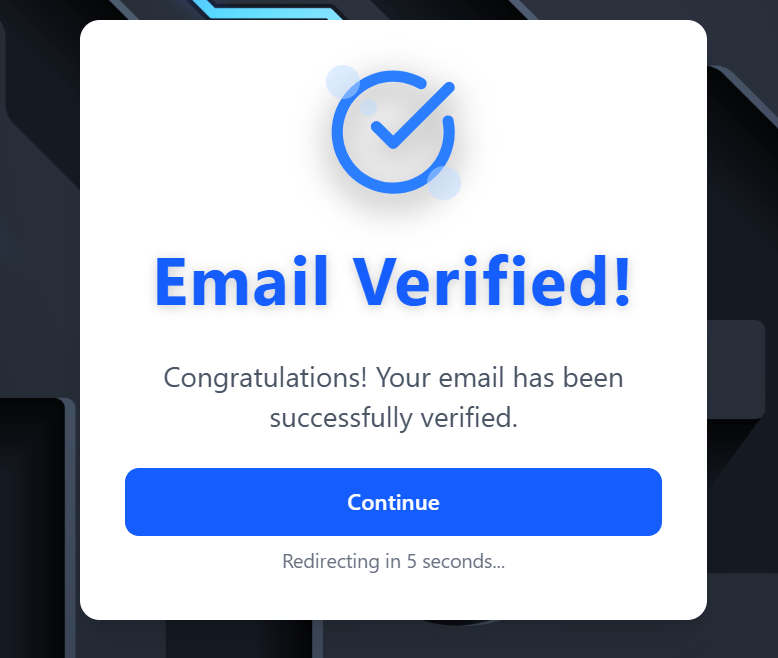 Email Verified!
Congratulations! Your email has been
successfully verified.
Continue
Redirecting in 5 seconds...